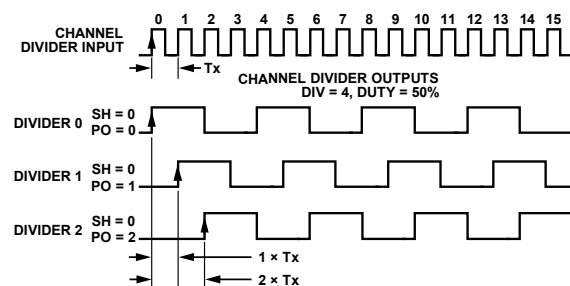 0 1 2 3 4 5 6 7 8 9 10 11 12 13 14 15
CHANNEL
DIVIDER INPUT
Tx
CHANNEL DIVIDER OUTPUTS
DIV = 4, DUTY = 50%
DIVIDER 0
SH = 0
PO = 0
DIVIDER 1
SH = 0
PO = 1
DIVIDER 2
SH = 0
PO = 2
1 × Tx
2 × Tx